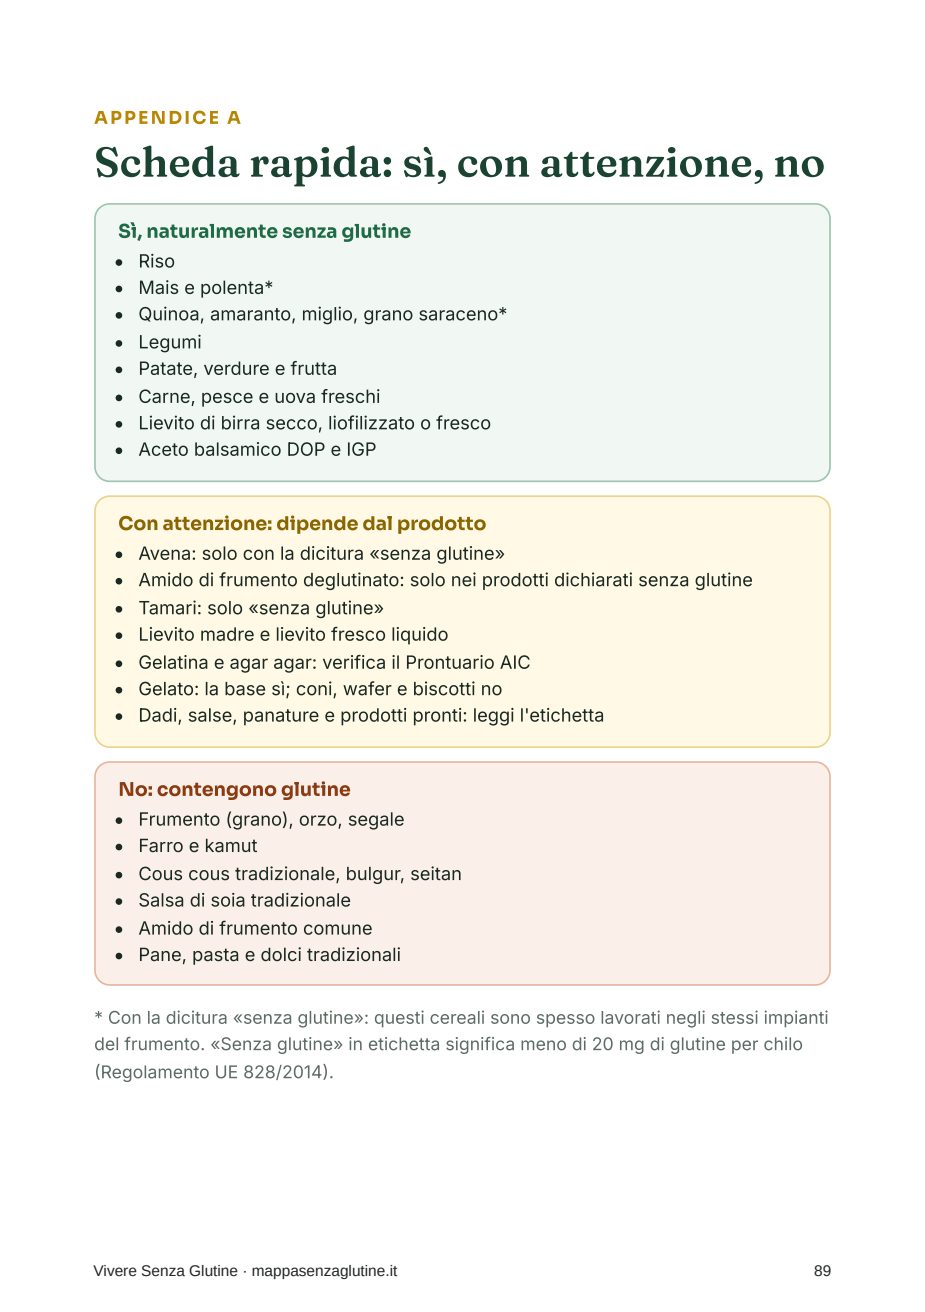 APPENDICE A
Scheda rapida: sì, con attenzione, no
Sì, naturalmente senza glutine
• Riso
• Mais e polenta*
• Quinoa, amaranto, miglio, grano saraceno*
• Legumi
• Patate, verdure e frutta
• Carne, pesce e uova freschi
• Lievito di birra secco, liofilizzato o fresco
• Aceto balsamico DOP e IGP
Con attenzione: dipende dal prodotto
• Avena: solo con la dicitura «senza glutine»
• Amido di frumento deglutinato: solo nei prodotti dichiarati senza glutine
• Tamari: solo «senza glutine»
• Lievito madre e lievito fresco liquido
• Gelatina e agar agar: verifica il Prontuario AIC
• Gelato: la base sì; coni, wafer e biscotti no
• Dadi, salse, panature e prodotti pronti: leggi l'etichetta
No: contengono glutine
• Frumento (grano), orzo, segale
• Farro e kamut
• Cous cous tradizionale, bulgur, seitan
• Salsa di soia tradizionale
• Amido di frumento comune
• Pane, pasta e dolci tradizionali
* Con la dicitura «senza glutine»: questi cereali sono spesso lavorati negli stessi impianti
del frumento. «Senza glutine» in etichetta significa meno di 20 mg di glutine per chilo
(Regolamento UE 828/2014).
Vivere Senza Glutine · mappasenzaglutine.it 89